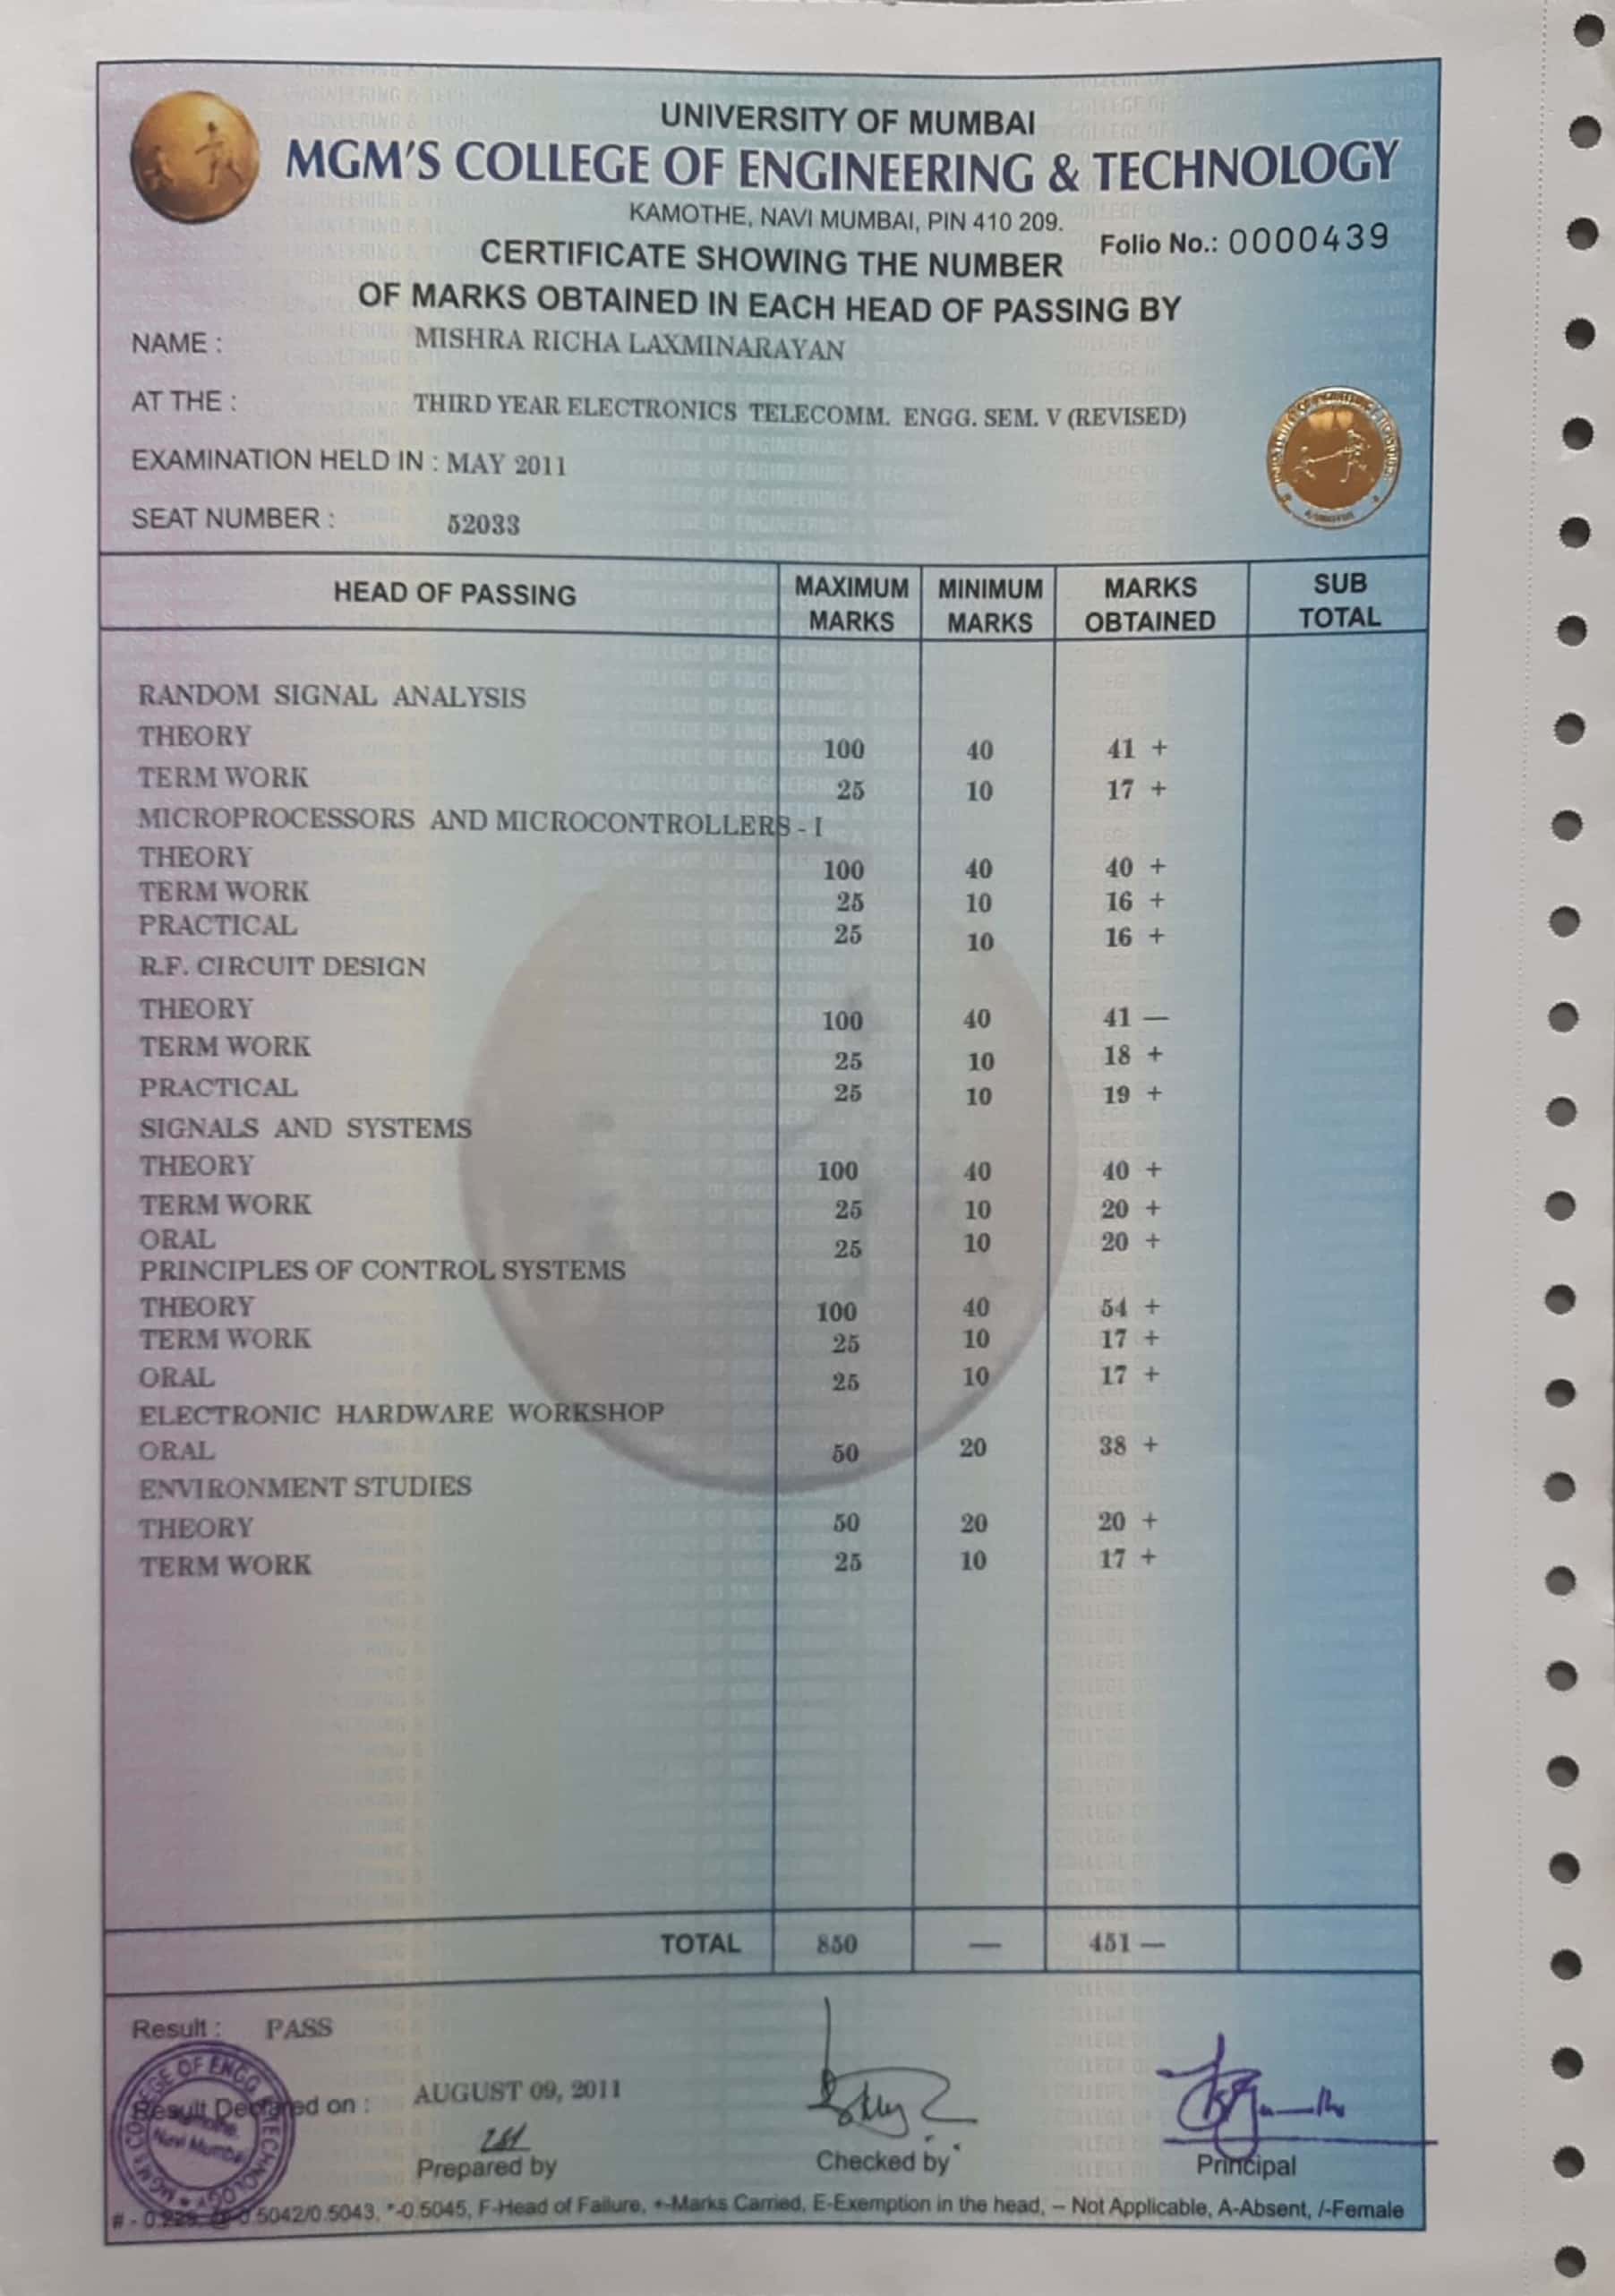 UNIVERSITY OF MUMBAI
MGM'S COLLEGE OF ENGINEERING & TECHNOLOGY
KAMOTHE, NAVI MUMBAI, PIN 410 209.
Folio No.: 0000439
CERTIFICATE SHOWING THE NUMBER
OF MARKS OBTAINED IN EACH HEAD OF PASSING BY
NAME : MISHRA RICHA LAXMINARAYAN
AT THE : THIRD YEAR ELECTRONICS TELECOMM. ENGG. SEM. V (REVISED)
EXAMINATION HELD IN : MAY 2011
SEAT NUMBER : 52033
HEAD OF PASSING MAXIMUM MARKS MINIMUM MARKS MARKS OBTAINED SUB TOTAL
RANDOM SIGNAL ANALYSIS
THEORY 100 40 41 +
TERM WORK 25 10 17 +
MICROPROCESSORS AND MICROCONTROLLERS - I
THEORY 100 40 40 +
TERM WORK 25 10 16 +
PRACTICAL 25 10 16 +
R.F. CIRCUIT DESIGN
THEORY 100 40 41 —
TERM WORK 25 10 18 +
PRACTICAL 25 10 19 +
SIGNALS AND SYSTEMS
THEORY 100 40 40 +
TERM WORK 25 10 20 +
ORAL 25 10 20 +
PRINCIPLES OF CONTROL SYSTEMS
THEORY 100 40 54 +
TERM WORK 25 10 17 +
ORAL 25 10 17 +
ELECTRONIC HARDWARE WORKSHOP
ORAL 50 20 38 +
ENVIRONMENT STUDIES
THEORY 50 20 20 +
TERM WORK 25 10 17 +
TOTAL 850 — 451 —
Result : PASS
Result Declared on : AUGUST 09, 2011
Prepared by
Checked by
Principal
# - 0.229, 5042/0.5043, *-0.5045, F-Head of Failure, +-Marks Carried, E-Exemption in the head, – Not Applicable, A-Absent, /-Female